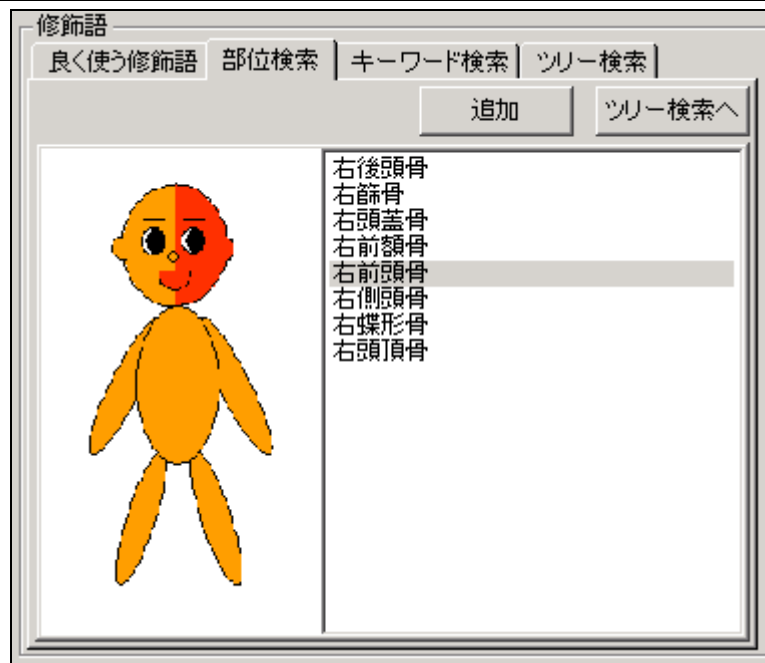 修飾語
良く使う修飾語 部位検索 キーワード検索 ツリー検索
追加 ツリー検索へ
右後頭骨
右篩骨
右頭蓋骨
右前額骨
右前頭骨
右側頭骨
右蝶形骨
右頭頂骨